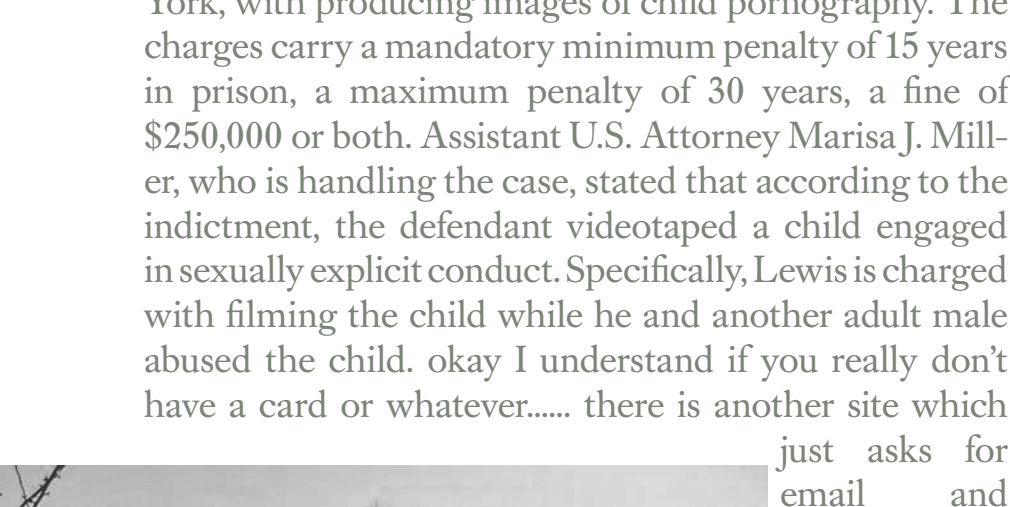 York, with producing images of child pornography. The
charges carry a mandatory minimum penalty of 15 years
in prison, a maximum penalty of 30 years, a fine of
$250,000 or both. Assistant U.S. Attorney Marisa J. Mill-
er, who is handling the case, stated that according to the
indictment, the defendant videotaped a child engaged
in sexually explicit conduct. Specifically, Lewis is charged
with filming the child while he and another adult male
abused the child. okay I understand if you really don’t
have a card or whatever...... there is another site which
just asks for
email and